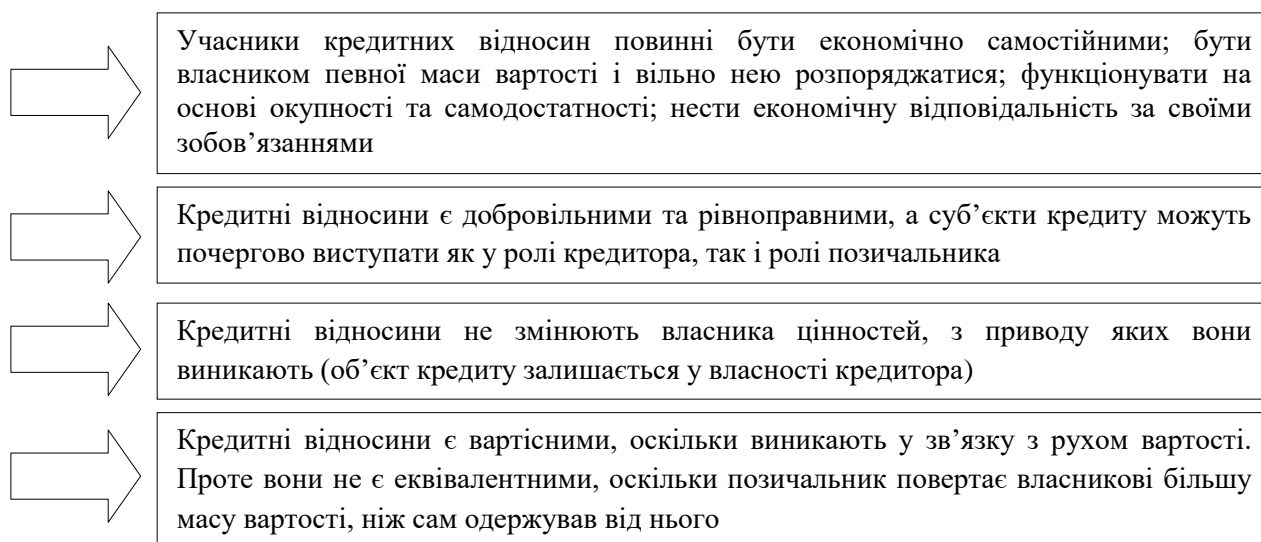 Учасники кредитних відносин повинні бути економічно самостійними; бути
власником певної маси вартості і вільно нею розпоряджатися; функціонувати на
основі окупності та самодостатності; нести економічну відповідальність за своїми
зобов’язаннями
Кредитні відносини є добровільними та рівноправними, а суб’єкти кредиту можуть
почергово виступати як у ролі кредитора, так і ролі позичальника
Кредитні відносини не змінюють власника цінностей, з приводу яких вони
виникають (об’єкт кредиту залишається у власності кредитора)
Кредитні відносини є вартісними, оскільки виникають у зв’язку з рухом вартості.
Проте вони не є еквівалентними, оскільки позичальник повертає власникові більшу
масу вартості, ніж сам одержував від нього